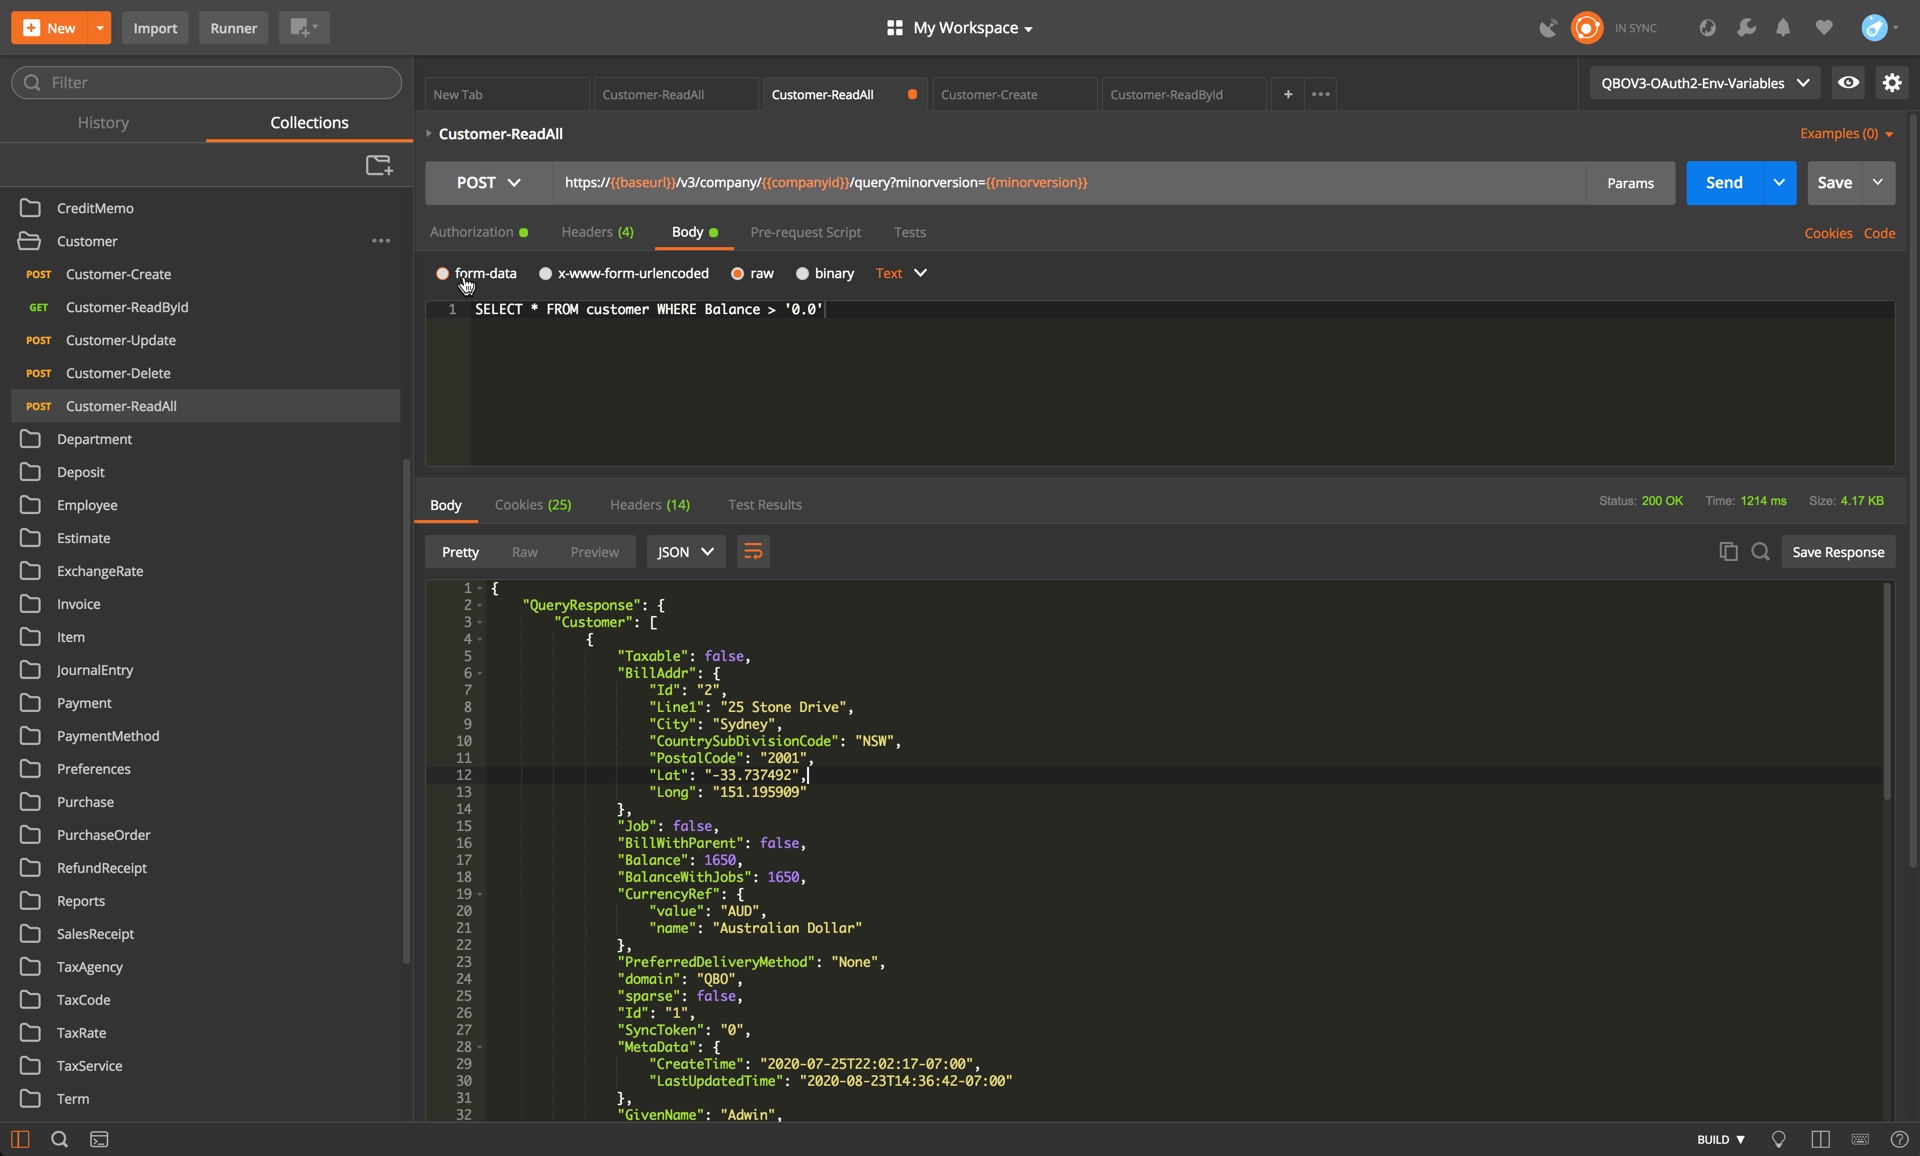 New
Import
Runner
My Workspace
IN SYNC
Filter
History
Collections
New Tab
Customer-ReadAll
Customer-ReadAll
Customer-Create
Customer-ReadById
+
QBOV3-OAuth2-Env-Variables
Customer-ReadAll
Examples (0)
POST
https://{{baseurl}}/v3/company/{{companyid}}/query?minorversion={{minorversion}}
Params
Send
Save
Authorization
Headers (4)
Body
Pre-request Script
Tests
Cookies
Code
form-data
x-www-form-urlencoded
raw
binary
Text
1 SELECT * FROM customer WHERE Balance > '0.0'
CreditMemo
Customer
POST Customer-Create
GET Customer-ReadById
POST Customer-Update
POST Customer-Delete
POST Customer-ReadAll
Department
Deposit
Employee
Estimate
ExchangeRate
Invoice
Item
JournalEntry
Payment
PaymentMethod
Preferences
Purchase
PurchaseOrder
RefundReceipt
Reports
SalesReceipt
TaxAgency
TaxCode
TaxRate
TaxService
Term
Body
Cookies (25)
Headers (14)
Test Results
Status: 200 OK
Time: 1214 ms
Size: 4.17 KB
Pretty
Raw
Preview
JSON
Save Response
1 {
2 "QueryResponse": {
3 "Customer": [
4 {
5 "Taxable": false,
6 "BillAddr": {
7 "Id": "2",
8 "Line1": "25 Stone Drive",
9 "City": "Sydney",
10 "CountrySubDivisionCode": "NSW",
11 "PostalCode": "2001",
12 "Lat": "-33.737492",
13 "Long": "151.195909"
14 },
15 "Job": false,
16 "BillWithParent": false,
17 "Balance": 1650,
18 "BalanceWithJobs": 1650,
19 "CurrencyRef": {
20 "value": "AUD",
21 "name": "Australian Dollar"
22 },
23 "PreferredDeliveryMethod": "None",
24 "domain": "QBO",
25 "sparse": false,
26 "Id": "1",
27 "SyncToken": "0",
28 "MetaData": {
29 "CreateTime": "2020-07-25T22:02:17-07:00",
30 "LastUpdatedTime": "2020-08-23T14:36:42-07:00"
31 },
32 "GivenName": "Admin",
BUILD